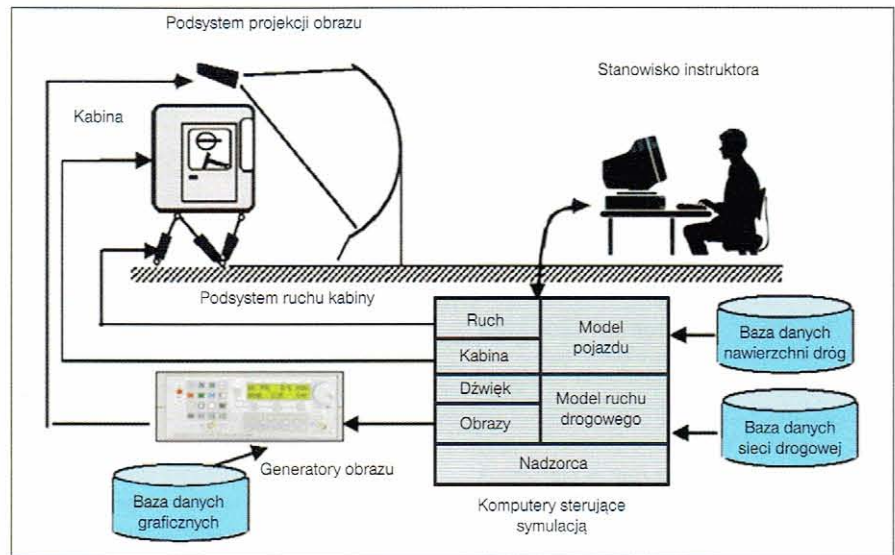 Podsystem projekcji obrazu
Stanowisko instruktora
Kabina
Podsystem ruchu kabiny
Ruch
Model
pojazdu
Baza danych
nawierzchni dróg
Kabina
Dźwięk
Model ruchu
drogowego
Obrazy
Baza danych
sieci drogowej
Nadzorca
Generatory obrazu
Baza danych
graficznych
Komputery sterujące
symulacją